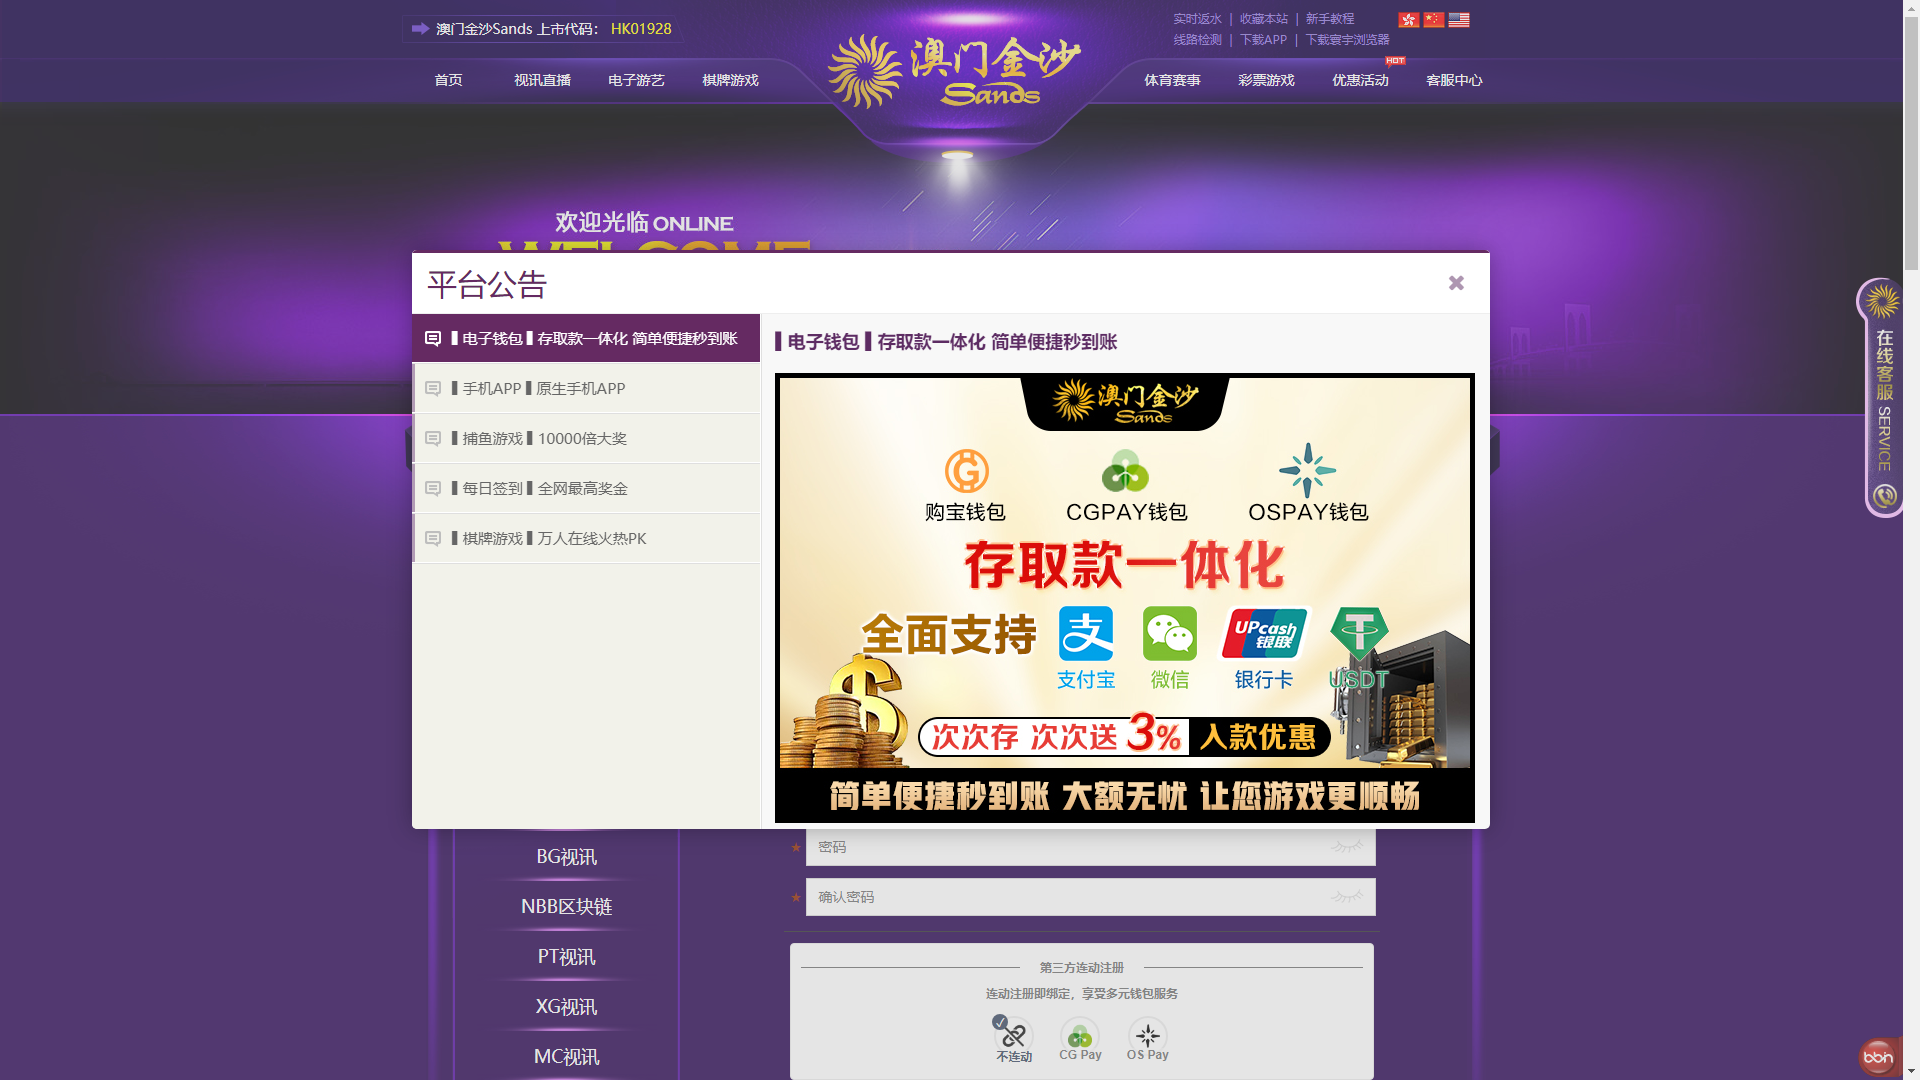 澳门金沙Sands 上市代码： HK01928
实时返水 | 收藏本站 | 新手教程
线路检测 | 下载APP | 下载寰宇浏览器
HOT
首页 视讯直播 电子游艺 棋牌游戏 体育赛事 彩票游戏 优惠活动 客服中心
澳门金沙
Sands
欢迎光临 ONLINE
WELCOME
平台公告
▌电子钱包▐ 存取款一体化 简单便捷秒到账
▌手机APP▐ 原生手机APP
▌捕鱼游戏▐ 10000倍大奖
▌每日签到▐ 全网最高奖金
▌棋牌游戏▐ 万人在线火热PK
▌电子钱包▐ 存取款一体化 简单便捷秒到账
澳门金沙
Sands
购宝钱包 CGPAY钱包 OSPAY钱包
存取款一体化
全面支持
支
UPcash
银联
支付宝 微信 银行卡 USDT
次次存 次次送 3% 入款优惠
简单便捷秒到账 大额无忧 让您游戏更顺畅
在线客服 SERVICE
BG视讯
NBB区块链
PT视讯
XG视讯
MC视讯
★ 密码
★ 确认密码
第三方连动注册
连动注册即绑定，享受多元钱包服务
不连动 CG Pay OS Pay
bbin